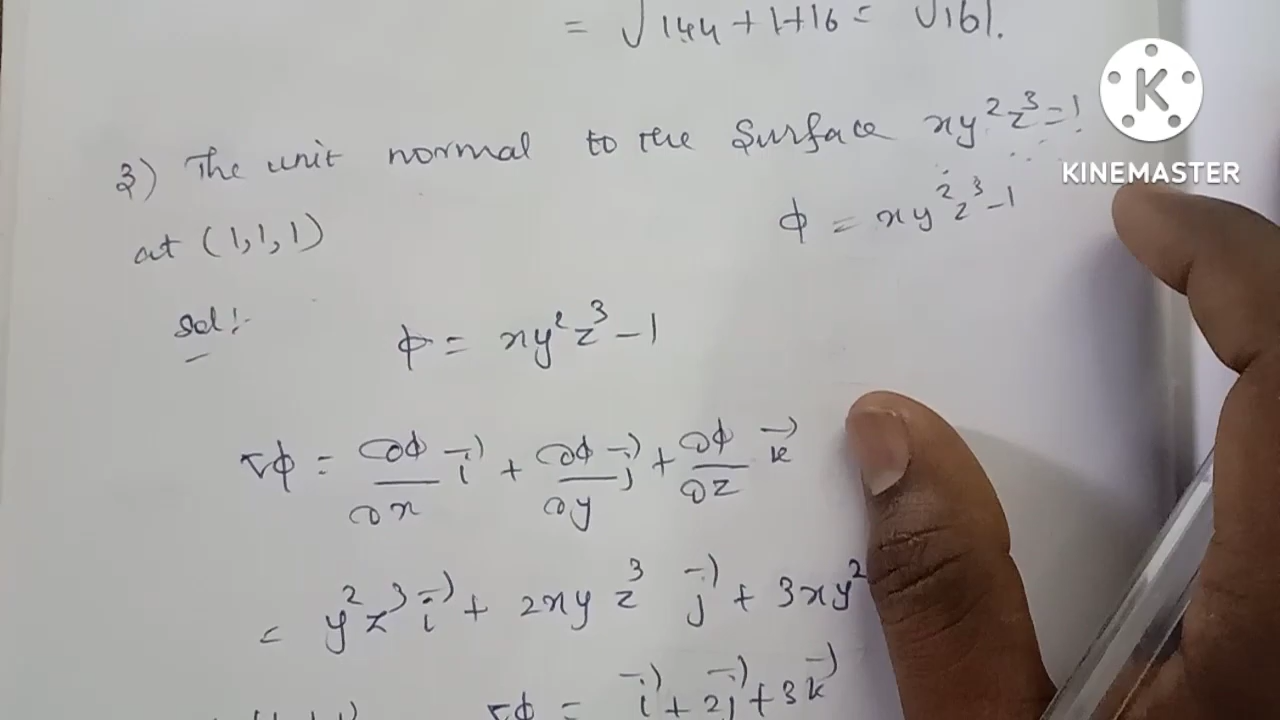 = √144 + 1 + 16 = √161.
KINEMASTER
3) The unit normal to the surface xy²z³ = 1
at (1,1,1)
φ = xy²z³ - 1
Sol:-
φ = xy²z³ - 1
∇φ = ∂φ/∂x i⃗ + ∂φ/∂y j⃗ + ∂φ/∂z k⃗
= y²z³ i⃗ + 2xyz³ j⃗ + 3xy²
∇φ = i⃗ + 2j⃗ + 3k⃗